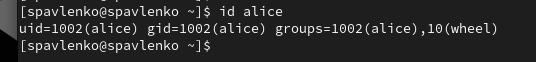 [spavlenko@spavlenko ~]$ id alice
uid=1002(alice) gid=1002(alice) groups=1002(alice),10(wheel)
[spavlenko@spavlenko ~]$